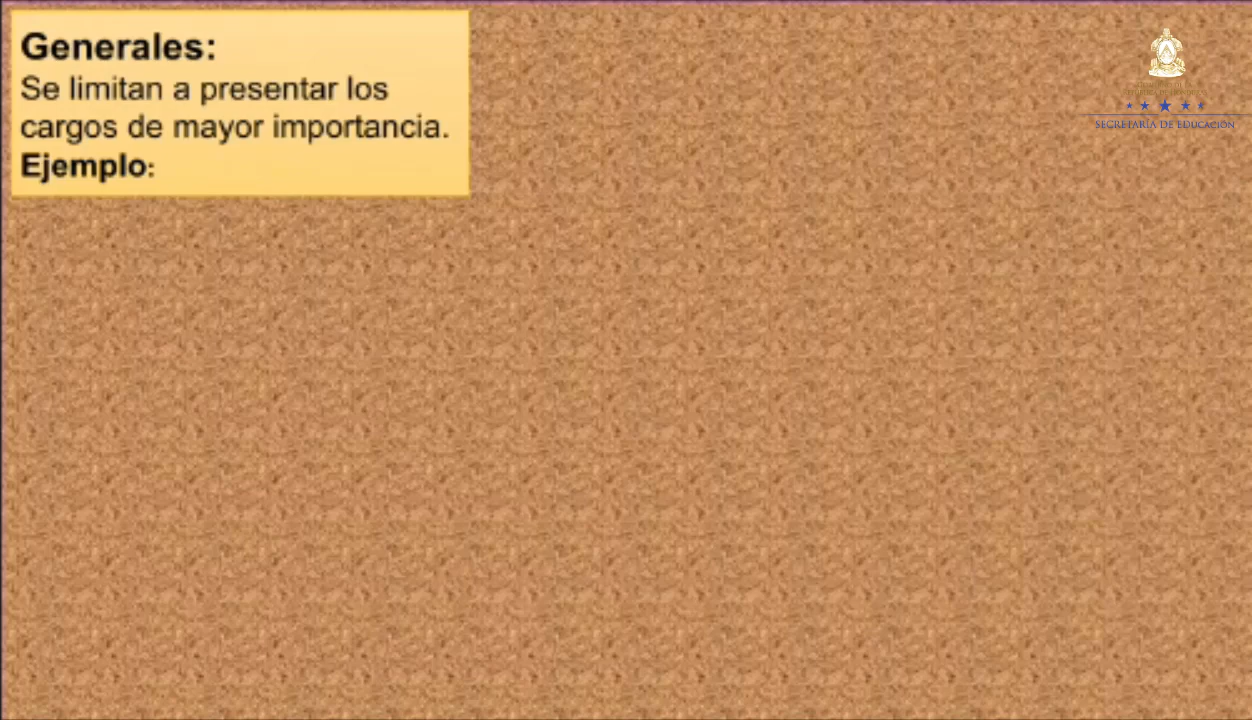 Generales:
Se limitan a presentar los
cargos de mayor importancia.
Ejemplo:
SECRETARÍA DE EDUCACIÓN